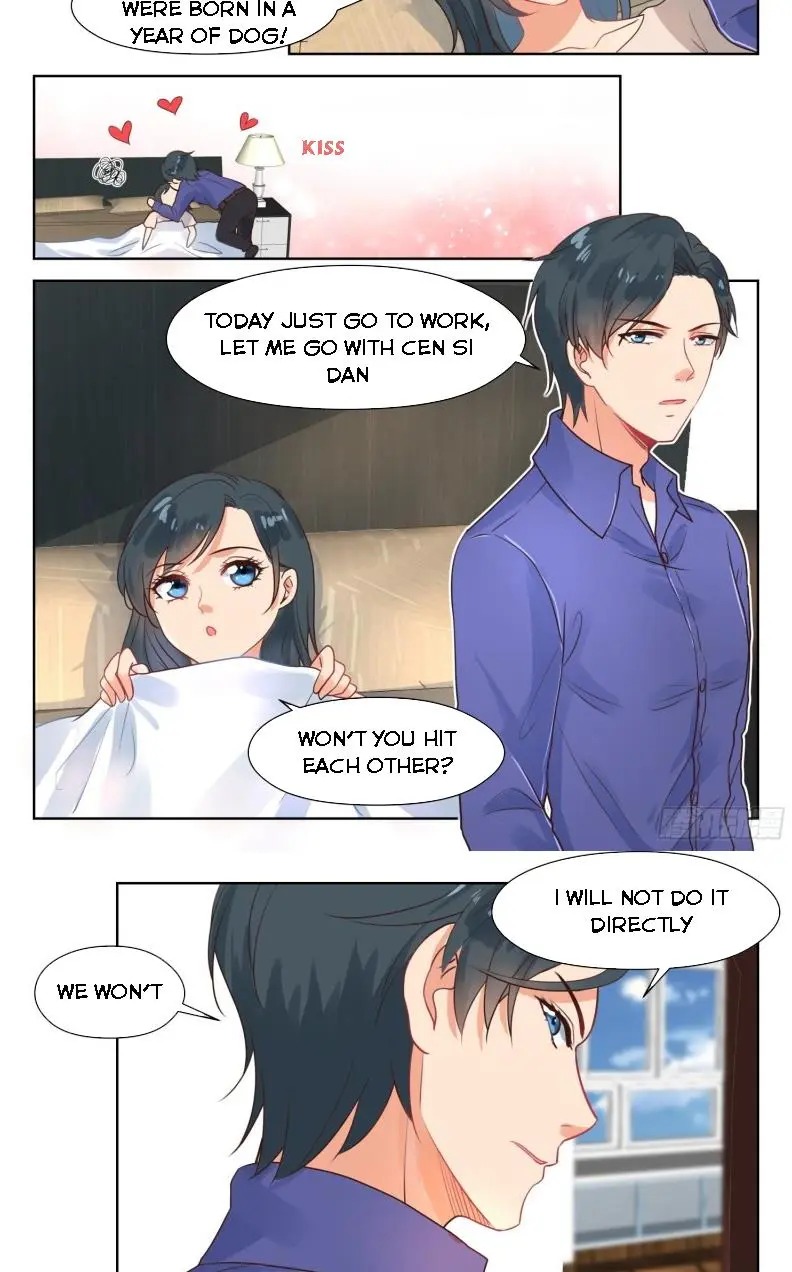 WERE BORN IN A
YEAR OF DOG!
KISS
TODAY JUST GO TO WORK,
LET ME GO WITH CEN SI
DAN
WON'T YOU HIT
EACH OTHER?
I WILL NOT DO IT
DIRECTLY
WE WON'T